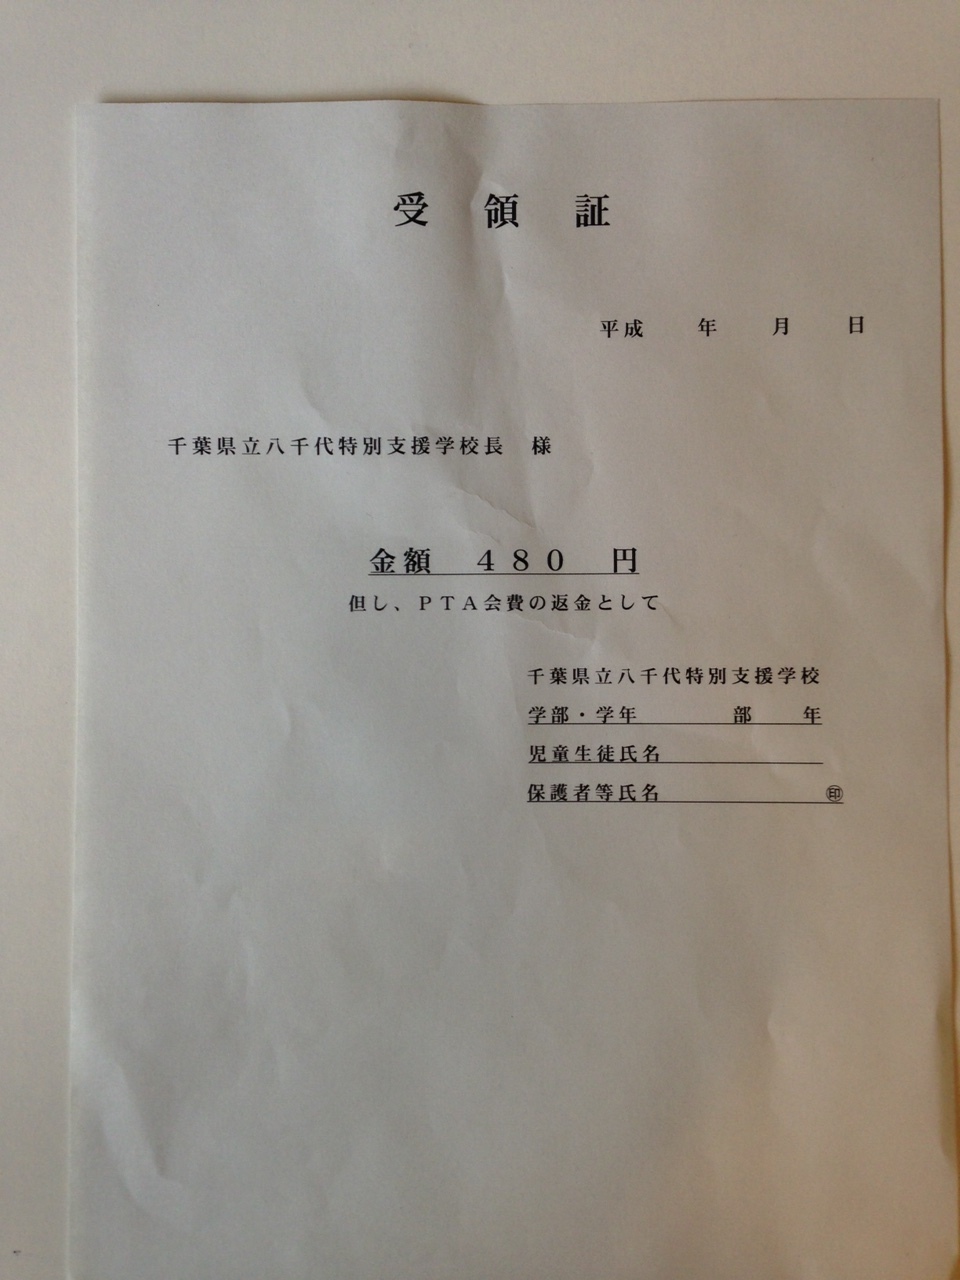 受　領　証
平成　　年　　月　　日
千葉県立八千代特別支援学校長　様
金額　４８０　円
但し、ＰＴＡ会費の返金として
千葉県立八千代特別支援学校
学部・学年　　　　部　　年
児童生徒氏名
保護者等氏名　　　　　　　㊞